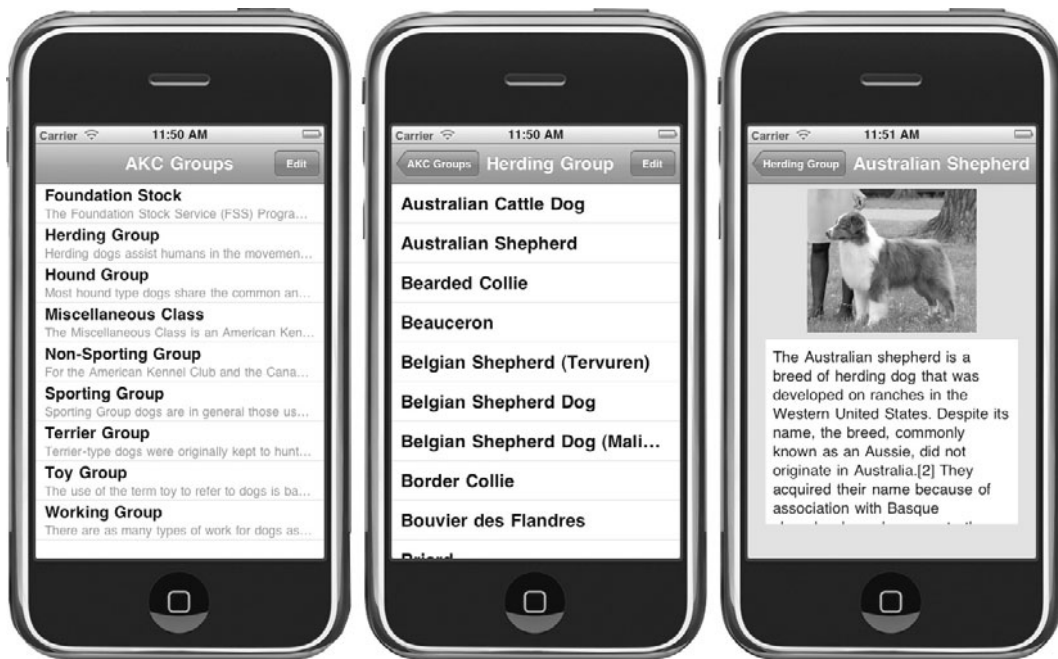 Carrier 11:50 AM
AKC Groups Edit
Foundation Stock
The Foundation Stock Service (FSS) Progra...
Herding Group
Herding dogs assist humans in the movemen...
Hound Group
Most hound type dogs share the common an...
Miscellaneous Class
The Miscellaneous Class is an American Ken...
Non-Sporting Group
For the American Kennel Club and the Cana...
Sporting Group
Sporting Group dogs are in general those us...
Terrier Group
Terrier-type dogs were originally kept to hunt...
Toy Group
The use of the term toy to refer to dogs is ba...
Working Group
There are as many types of work for dogs as...
Carrier 11:50 AM
AKC Groups Herding Group Edit
Australian Cattle Dog
Australian Shepherd
Bearded Collie
Beauceron
Belgian Shepherd (Tervuren)
Belgian Shepherd Dog
Belgian Shepherd Dog (Mali...
Border Collie
Bouvier des Flandres
Carrier 11:51 AM
Herding Group Australian Shepherd
The Australian shepherd is a
breed of herding dog that was
developed on ranches in the
Western United States. Despite its
name, the breed, commonly
known as an Aussie, did not
originate in Australia.[2] They
acquired their name because of
association with Basque